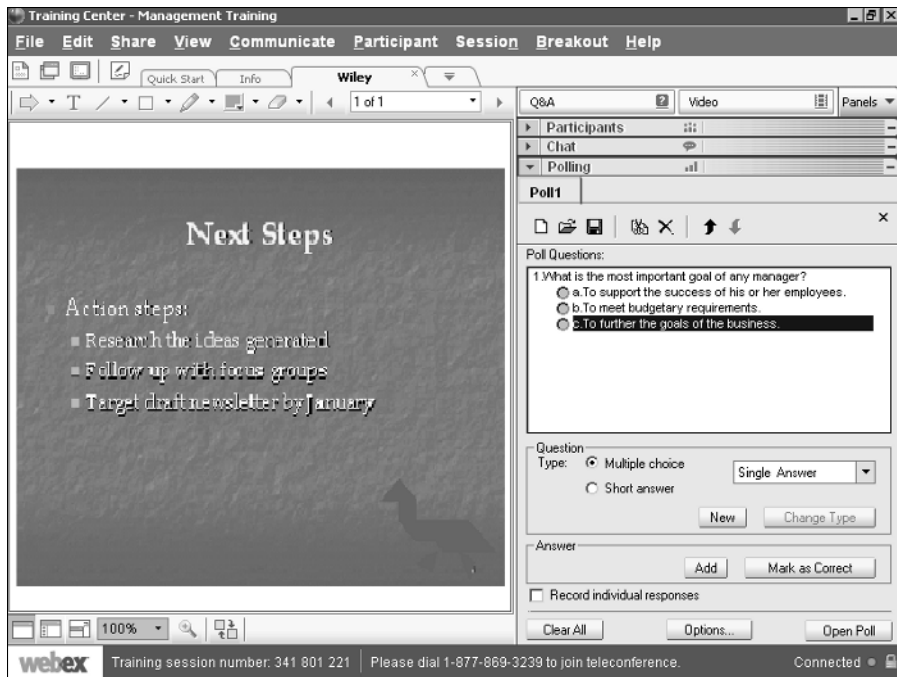 Training Center - Management Training
File Edit Share View Communicate Participant Session Breakout Help
Quick Start Info Wiley
T 1 of 1
Q&A Video Panels
Participants
Chat
Polling
Poll1
Next Steps
Action steps:
Research the ideas generated
Follow up with focus groups
Target draft newsletter by January
Poll Questions:
1.What is the most important goal of any manager?
a.To support the success of his or her employees.
b.To meet budgetary requirements.
c.To further the goals of the business.
Question
Type: Multiple choice Single Answer
Short answer
New Change Type
Answer
Add Mark as Correct
Record individual responses
100%
Clear All Options... Open Poll
webex Training session number: 341 801 221 Please dial 1-877-869-3239 to join teleconference. Connected